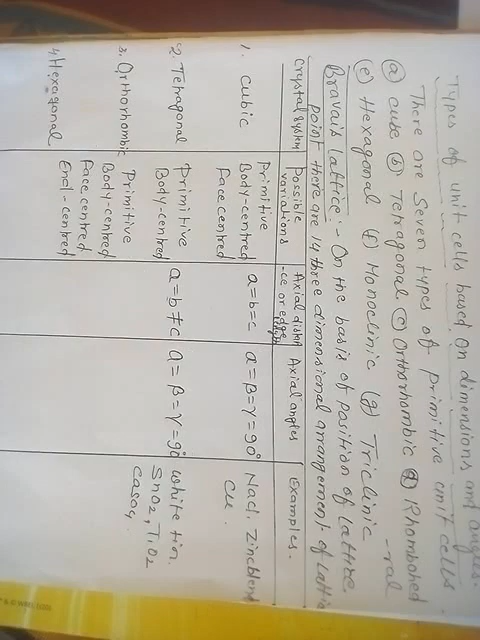 Types of unit cells based on dimensions and angles.
There are seven types of primitive unit cells.
(a) cube (b) Tetragonal (c) Orthorhombic (d) Rhombohed
-ral
(e) Hexagonal (f) Monoclinic (g) Triclinic
Bravais lattice :- On the basis of position of lattice
point there are 14 three dimensional arrangement of lattice
Crystal system Possible variations Axial distan -ce or edge length Axial angles Examples.
1. cubic Primitive a=b=c α=β=γ=90° Nacl, Zincblend
Body-centred cu.
Face centred
2. Tetragonal Primitive a=b≠c α=β=γ=90° white tin.
Body-centred SnO2, TiO2
3. Orthorhombic Primitive caso4
Body-centred
Face centred
End-centred
4. Hexagonal